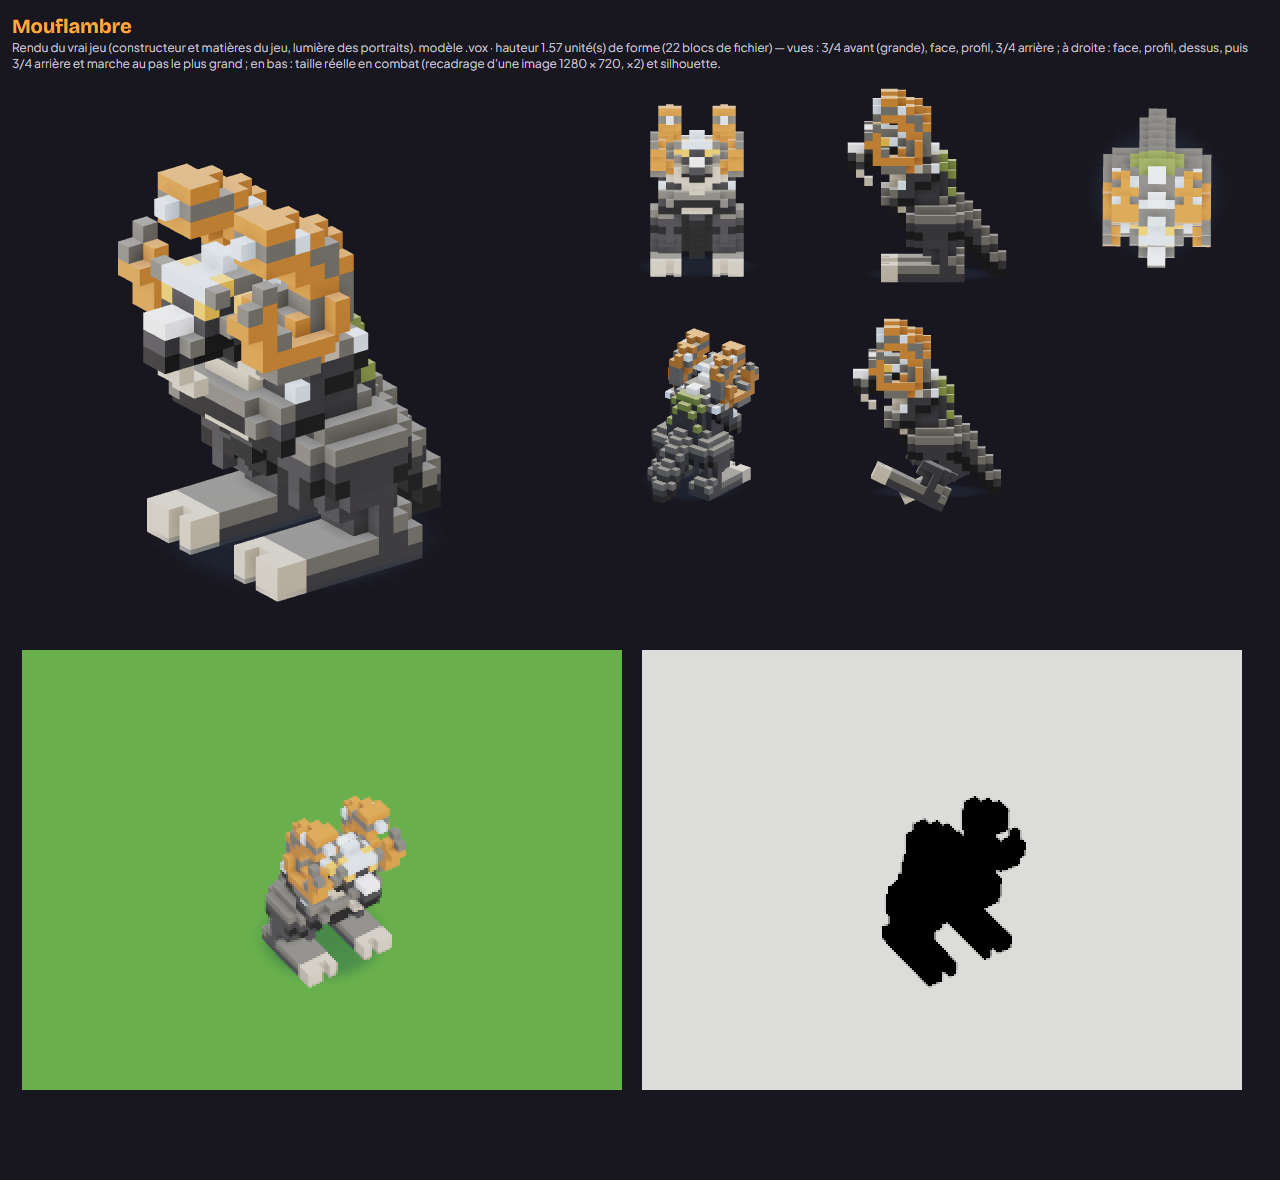 Mouflambre
Rendu du vrai jeu (constructeur et matières du jeu, lumière des portraits). modèle .vox · hauteur 1.57 unité(s) de forme (22 blocs de fichier) — vues : 3/4 avant (grande), face, profil, 3/4 arrière ; à droite : face, profil, dessus, puis
3/4 arrière et marche au pas le plus grand ; en bas : taille réelle en combat (recadrage d'une image 1280 × 720, ×2) et silhouette.